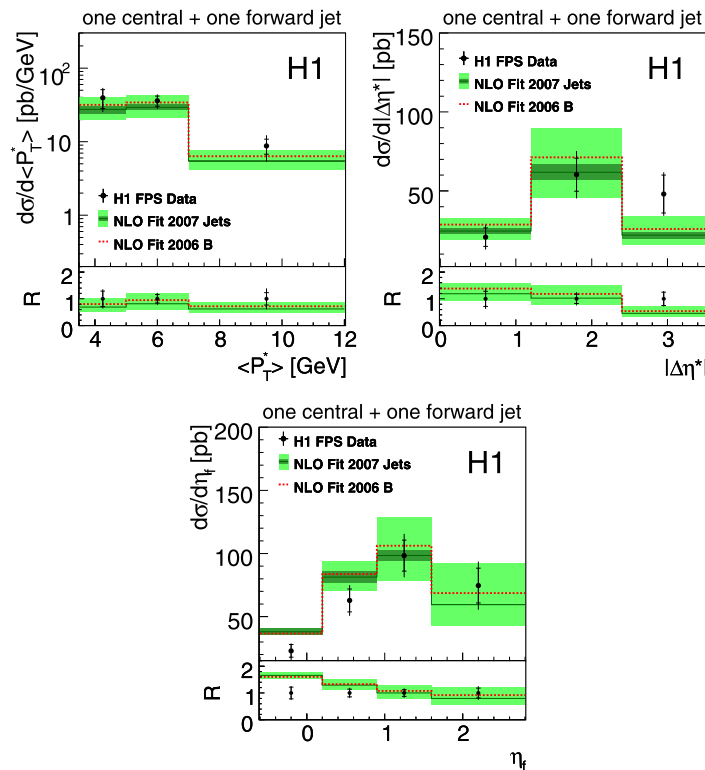 one central + one forward jet
dσ/d<P*T> [pb/GeV]
H1
10²
10
1
H1 FPS Data
NLO Fit 2007 Jets
NLO Fit 2006 B
R
2
1
0
4 6 8 10 12
<P*T> [GeV]
one central + one forward jet
dσ/d|Δη*| [pb]
150
100
50
H1 FPS Data
NLO Fit 2007 Jets
NLO Fit 2006 B
H1
R
2
1
0
0 1 2 3
|Δη*|
one central + one forward jet
dσ/dηf [pb]
200
150
100
50
H1 FPS Data
NLO Fit 2007 Jets
NLO Fit 2006 B
H1
R
2
1
0
0 1 2
ηf